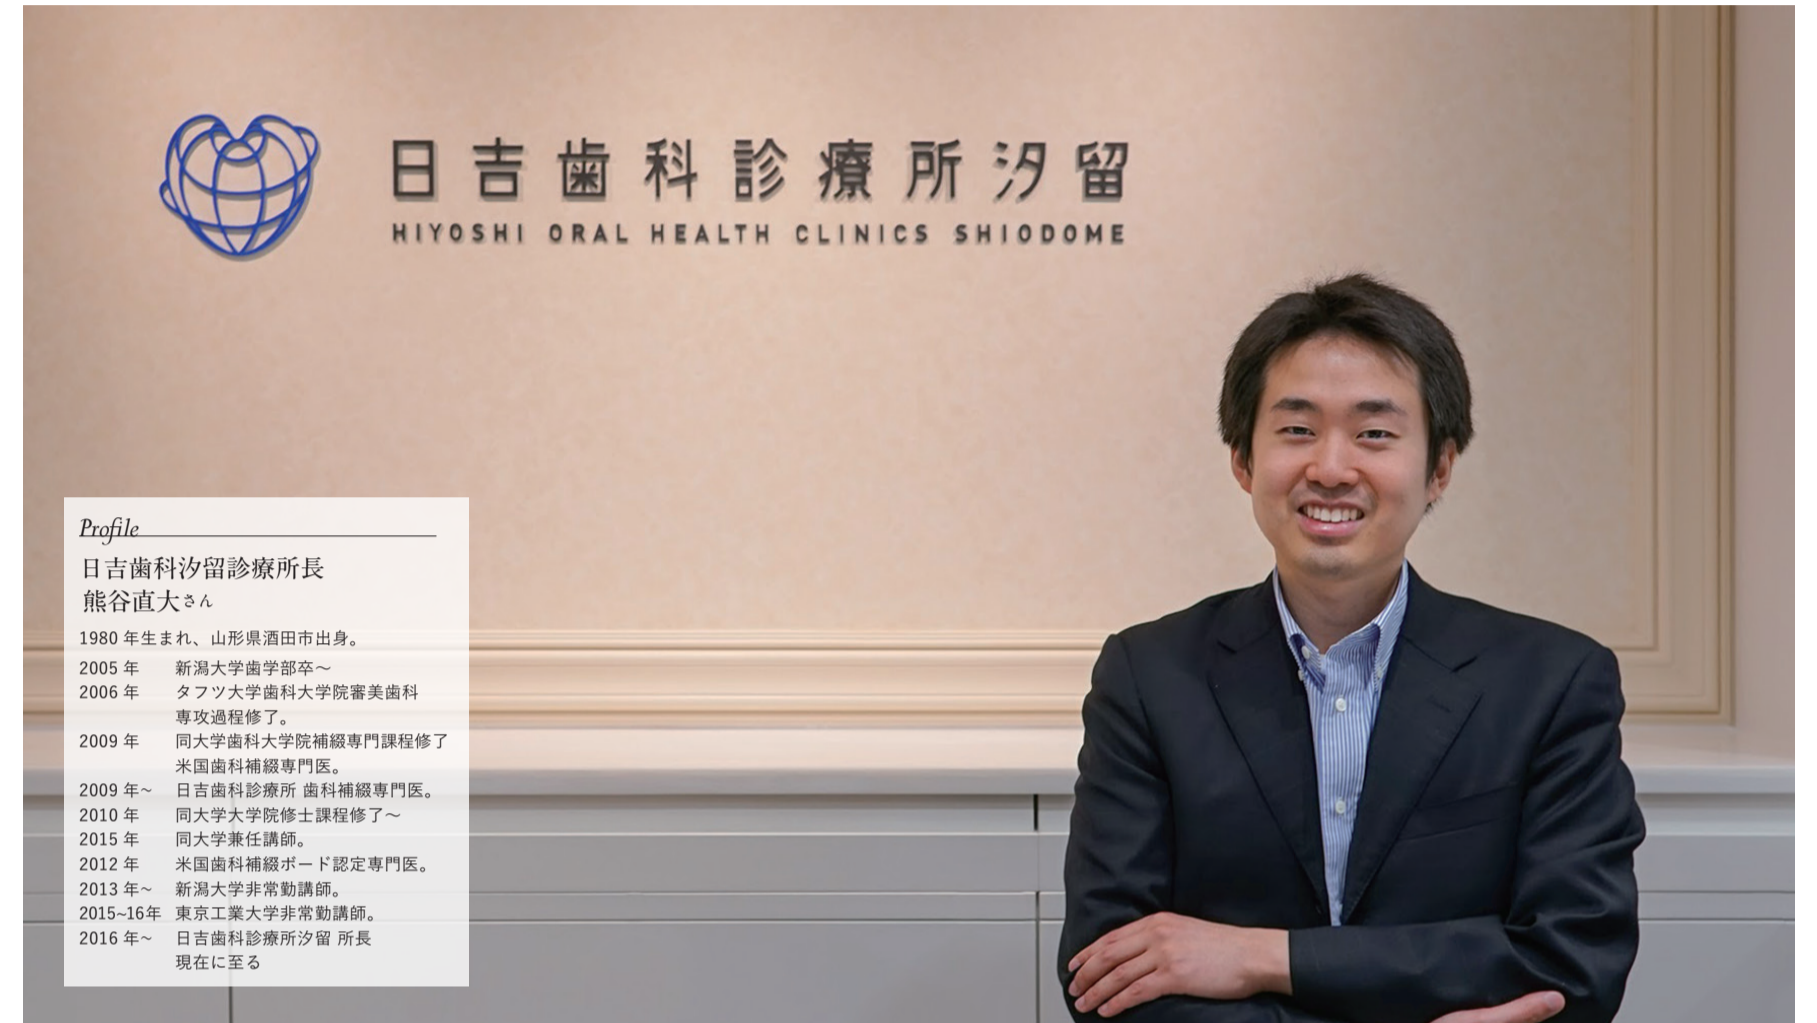 日吉歯科診療所汐留
HIYOSHI ORAL HEALTH CLINICS SHIODOME
Profile
日吉歯科汐留診療所長
熊谷直大さん
1980 年生まれ、山形県酒田市出身。
2005 年 新潟大学歯学部卒～
2006 年 タフツ大学歯科大学院審美歯科
専攻過程修了。
2009 年 同大学歯科大学院補綴専門課程修了
米国歯科補綴専門医。
2009 年~ 日吉歯科診療所 歯科補綴専門医。
2010 年 同大学大学院修士課程修了～
2015 年 同大学兼任講師。
2012 年 米国歯科補綴ボード認定専門医。
2013 年~ 新潟大学非常勤講師。
2015~16年 東京工業大学非常勤講師。
2016 年~ 日吉歯科診療所汐留 所長
現在に至る